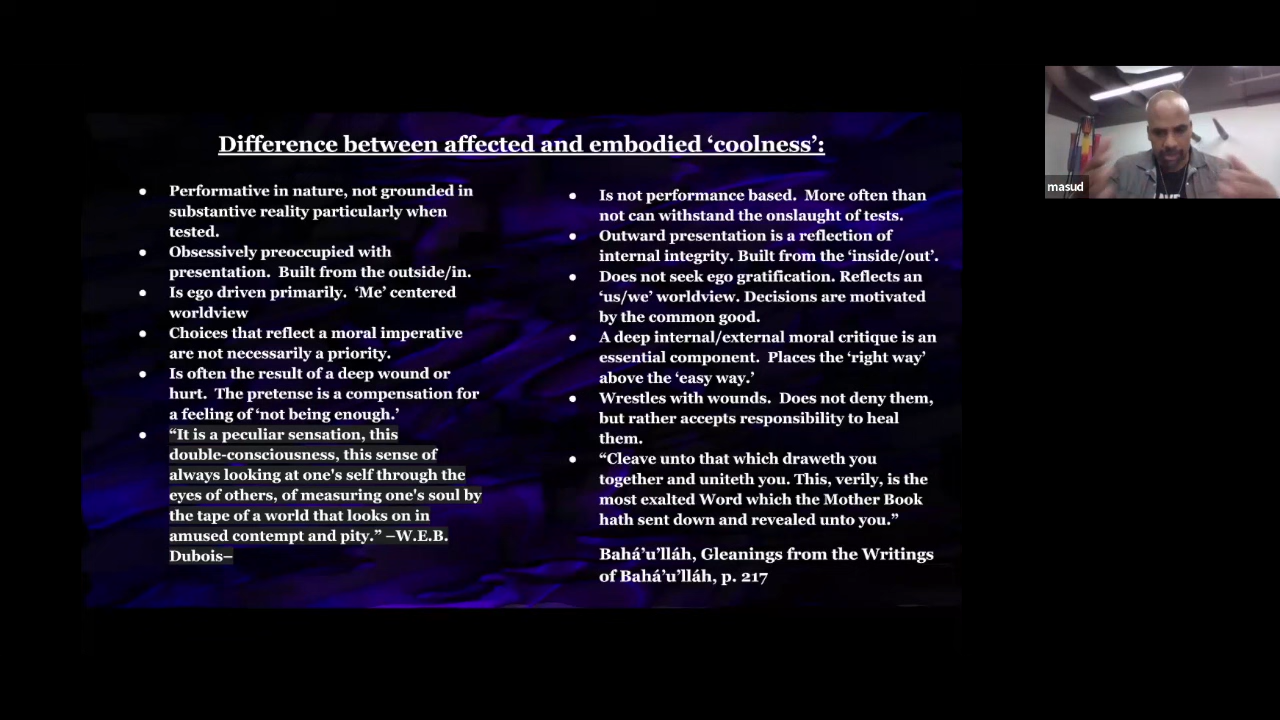 Difference between affected and embodied ‘coolness’:
Performative in nature, not grounded in
substantive reality particularly when
tested.
Obsessively preoccupied with
presentation.  Built from the outside/in.
Is ego driven primarily.  ‘Me’ centered
worldview
Choices that reflect a moral imperative
are not necessarily a priority.
Is often the result of a deep wound or
hurt.  The pretense is a compensation for
a feeling of ‘not being enough.’
“It is a peculiar sensation, this
double-consciousness, this sense of
always looking at one's self through the
eyes of others, of measuring one's soul by
the tape of a world that looks on in
amused contempt and pity.” –W.E.B.
Dubois–
Is not performance based.  More often than
not can withstand the onslaught of tests.
Outward presentation is a reflection of
internal integrity. Built from the ‘inside/out’.
Does not seek ego gratification. Reflects an
‘us/we’ worldview. Decisions are motivated
by the common good.
A deep internal/external moral critique is an
essential component.  Places the ‘right way’
above the ‘easy way.’
Wrestles with wounds.  Does not deny them,
but rather accepts responsibility to heal
them.
“Cleave unto that which draweth you
together and uniteth you. This, verily, is the
most exalted Word which the Mother Book
hath sent down and revealed unto you.”
Bahá’u’lláh, Gleanings from the Writings
of Bahá’u’lláh, p. 217
masud